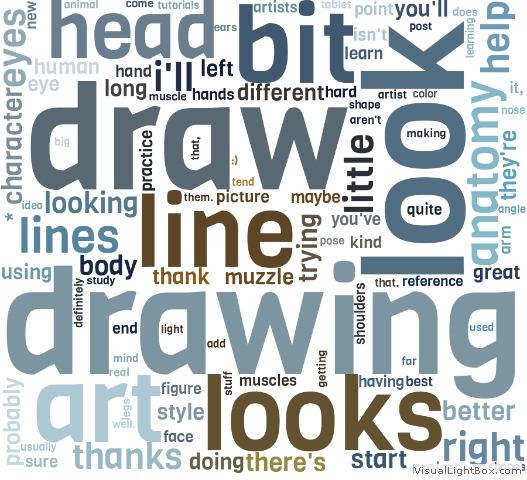 new
animal
come tutorials
artists
tablet
point
you'll
does
learning
help
eyes
head
ears
bit
isn't
learn
post
look
human
eye
hand
i'll
left
long
muscle
hands
different
hard
artist
color
shape
aren't
making
it,
nose
character
draw
big
that,
practice
:)
tend
little
quite
anatomy
they're
angle
arm
*
idea
looking
lines
line
them.
picture
maybe
you've
trying
pose
kind
using
body
thank
muzzle
that.
reference
great
drawing
definitely
study
end
light
add
shoulders
used
mind
real
getting
far
probably
art
legs
well.
figure
style
face
stuff
muscles
looks
having
best
better
usually
sure
thanks
doing
there's
start
right
shapes
VisualLightBox.com